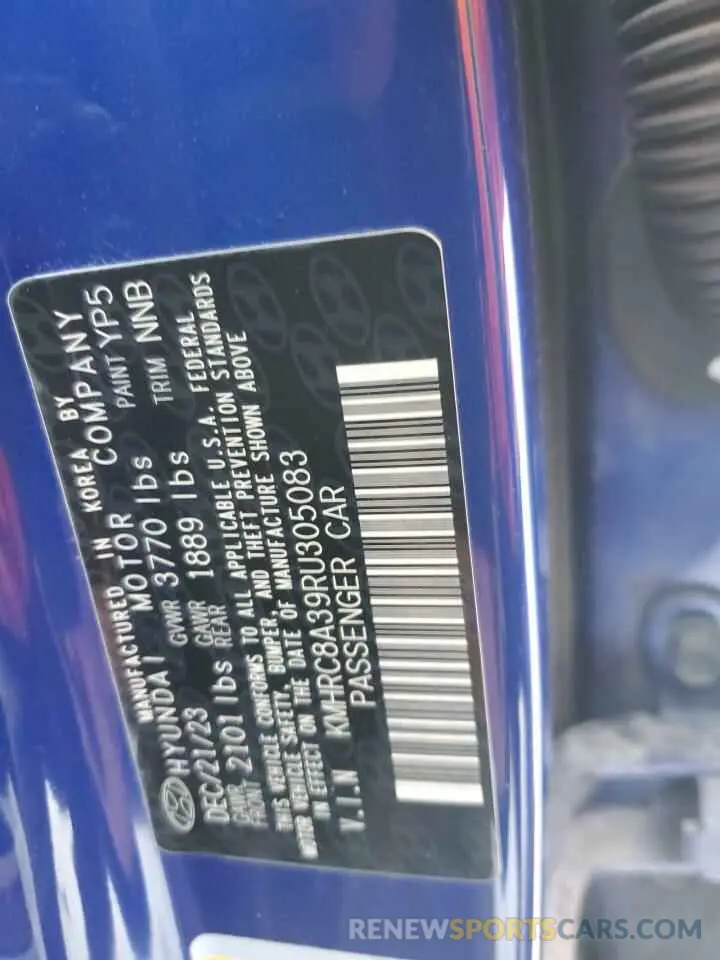 MANUFACTURED IN KOREA BY
HYUNDAI MOTOR COMPANY
DEC/21/23 GVWR 3770 lbs PAINT YP5
GAWR FRONT 2101 lbs GAWR REAR 1889 lbs TRIM NNB
THIS VEHICLE CONFORMS TO ALL APPLICABLE U.S.A. FEDERAL
MOTOR VEHICLE SAFETY, BUMPER, AND THEFT PREVENTION STANDARDS
IN EFFECT ON THE DATE OF MANUFACTURE SHOWN ABOVE
V.I.N KMHRC8A39RU305083
PASSENGER CAR
RENEWSPORTSCARS.COM